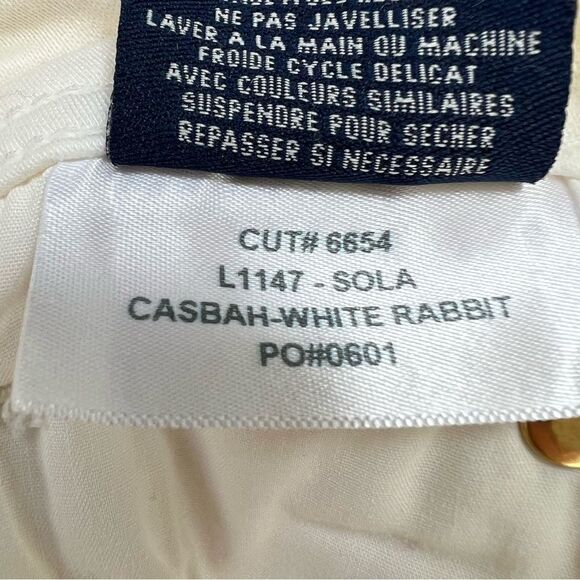 NE PAS JAVELLISER
LAVER A LA MAIN OU MACHINE
FROIDE CYCLE DELICAT
AVEC COULEURS SIMILAIRES
SUSPENDRE POUR SECHER
REPASSER SI NECESSAIRE
CUT# 6654
L1147 - SOLA
CASBAH-WHITE RABBIT
PO#0601